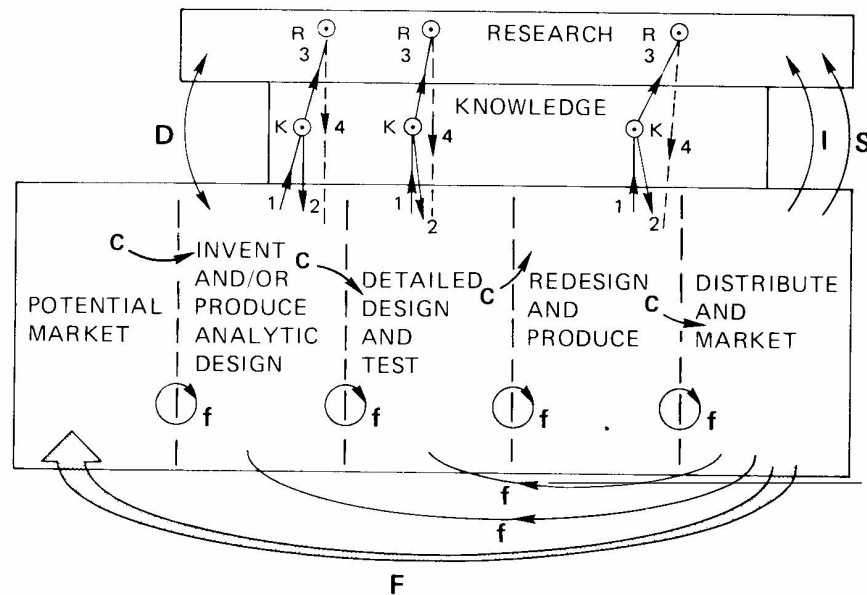 R R RESEARCH R
3 3 3
KNOWLEDGE
D K 4 K 4 K 4 I S
1 2 1 2 1 2
C INVENT
AND/OR
PRODUCE
ANALYTIC
DESIGN
POTENTIAL
MARKET
C DETAILED
DESIGN
AND
TEST
C REDESIGN
AND
PRODUCE
C DISTRIBUTE
AND
MARKET
f f f f
f
f
F